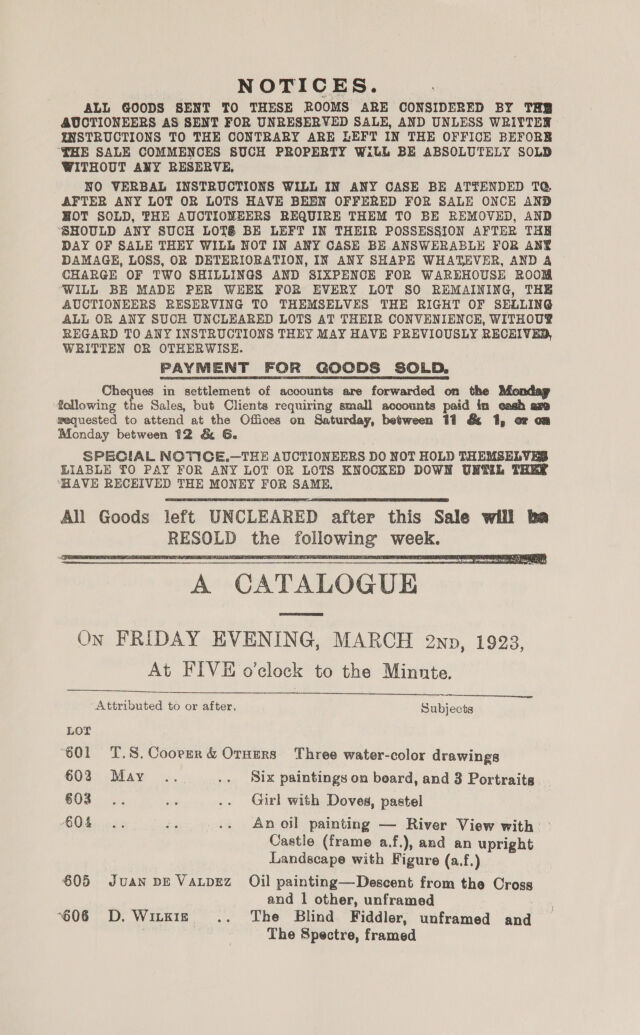 NOTICES.
ALL GOODS SENT TO THESE ROOMS ARE CONSIDERED BY THE
AUCTIONEERS AS SENT FOR UNRESERVED SALE, AND UNLESS WRITTEN
INSTRUCTIONS TO THE CONTRARY ARE LEFT IN THE OFFICE BEFORE
THE SALE COMMENCES SUCH PROPERTY WILL BE ABSOLUTELY SOLD
WITHOUT ANY RESERVE.
NO VERBAL INSTRUCTIONS WILL IN ANY CASE BE ATTENDED TO.
AFTER ANY LOT OR LOTS HAVE BEEN OFFERED FOR SALE ONCE AND
NOT SOLD, THE AUCTIONEERS REQUIRE THEM TO BE REMOVED, AND
SHOULD ANY SUCH LOTS BE LEFT IN THEIR POSSESSION AFTER THE
DAY OF SALE THEY WILL NOT IN ANY CASE BE ANSWERABLE FOR ANY
DAMAGE, LOSS, OR DETERIORATION, IN ANY SHAPE WHATEVER, AND A
CHARGE OF TWO SHILLINGS AND SIXPENCE FOR WAREHOUSE ROOM
WILL BE MADE PER WEEK FOR EVERY LOT SO REMAINING, THE
AUCTIONEERS RESERVING TO THEMSELVES THE RIGHT OF SELLING
ALL OR ANY SUCH UNCLEARED LOTS AT THEIR CONVENIENCE, WITHOUT
REGARD TO ANY INSTRUCTIONS THEY MAY HAVE PREVIOUSLY RECEIVED,
WRITTEN OR OTHERWISE.
PAYMENT FOR GOODS SOLD.
Cheques in settlement of accounts are forwarded on the Monday
following the Sales, but Clients requiring small accounts paid in cash are
requested to attend at the Offices on Saturday, between 11 & 1, or on
Monday between 12 & 6.
SPECIAL NOTICE.—THE AUCTIONEERS DO NOT HOLD THEMSELVES
LIABLE TO PAY FOR ANY LOT OR LOTS KNOCKED DOWN UNTIL THEY
HAVE RECEIVED THE MONEY FOR SAME.
All Goods left UNCLEARED after this Sale will be
RESOLD the following week.
A CATALOGUE
On FRIDAY EVENING, MARCH 2ND, 1923,
At FIVE o'clock to the Minute.
Attributed to or after. Subjects
LOT
601 T. S. COOPER & OTHERS Three water-color drawings
602 MAY .. .. Six paintings on board, and 3 Portraits
603 .. .. .. Girl with Doves, pastel
604 .. .. .. An oil painting — River View with
Castle (frame a.f.), and an upright
Landscape with Figure (a.f.)
605 JUAN DE VALDEZ Oil painting—Descent from the Cross
and 1 other, unframed
606 D. WILKIE .. The Blind Fiddler, unframed and
The Spectre, framed